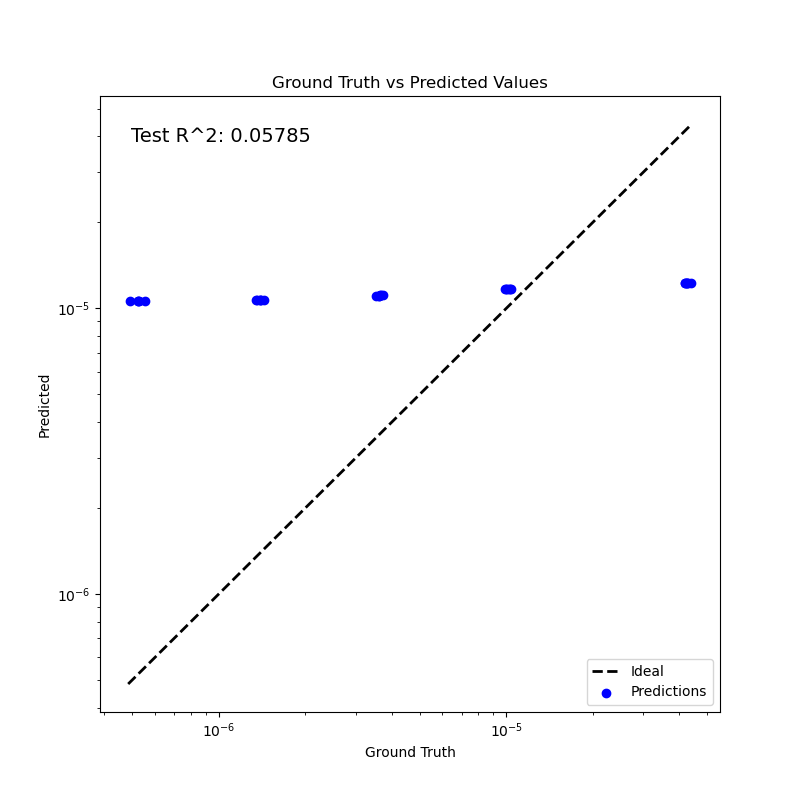 Ground Truth vs Predicted Values
Test R^2: 0.05785
10⁻⁵
Predicted
10⁻⁶
Ideal
Predictions
10⁻⁶
10⁻⁵
Ground Truth